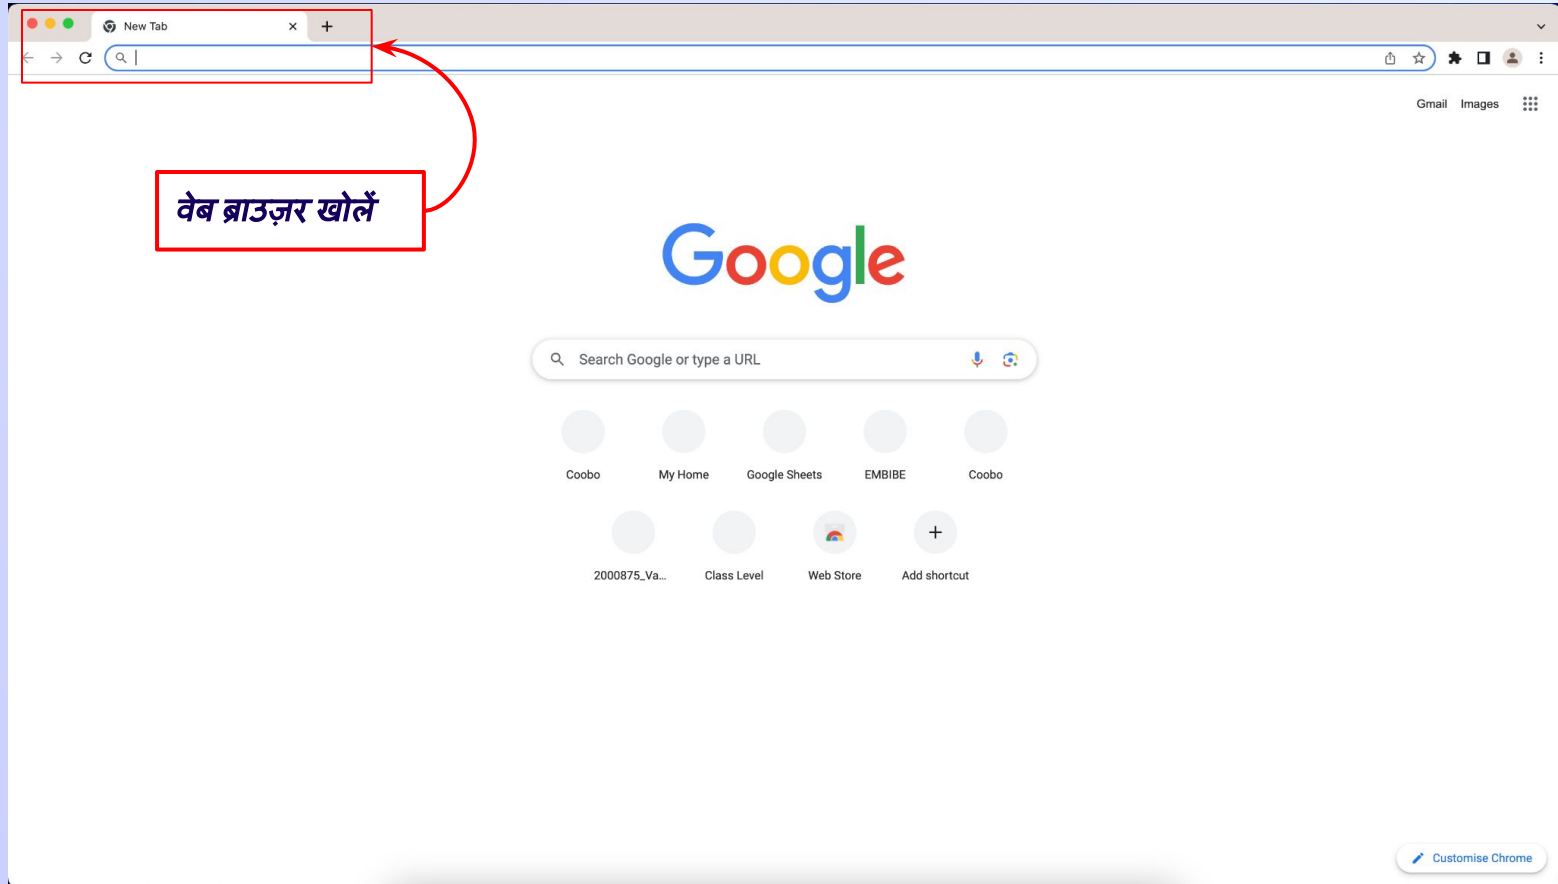 New Tab
Gmail Images
वेब ब्राउज़र खोलें
Google
Search Google or type a URL
Coobo My Home Google Sheets EMBIBE Coobo
2000875_Va... Class Level Web Store Add shortcut
Customise Chrome